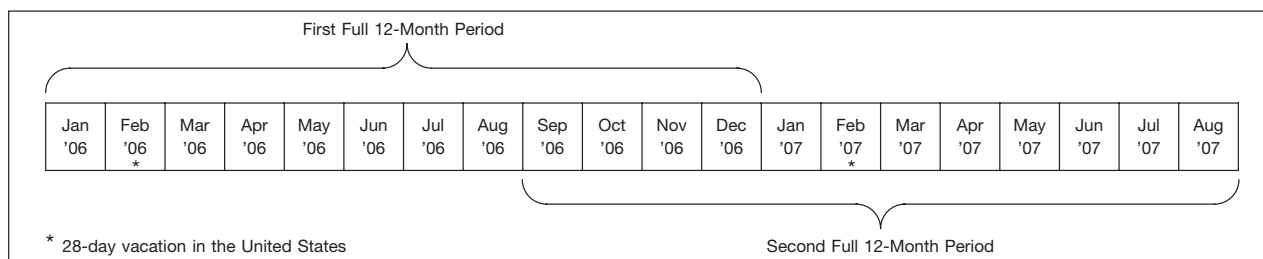 First Full 12-Month Period
Jan Feb Mar Apr May Jun Jul Aug Sep Oct Nov Dec Jan Feb Mar Apr May Jun Jul Aug
'06 '06 '06 '06 '06 '06 '06 '06 '06 '06 '06 '06 '07 '07 '07 '07 '07 '07 '07 '07
* *
* 28-day vacation in the United States
Second Full 12-Month Period